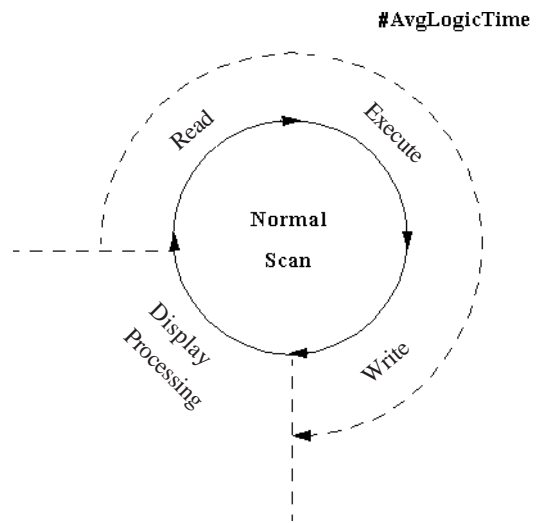 #AvgLogicTime
Read
Execute
Normal
Scan
Display
Processing
Write